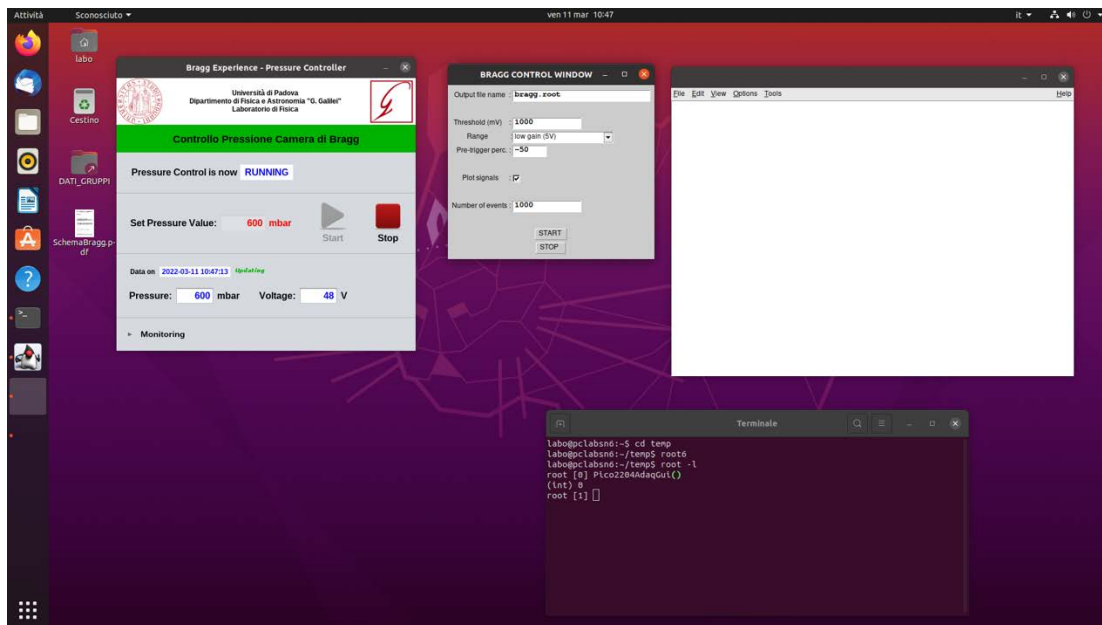 Attività
Sconosciuto
ven 11 mar 10:47
it
labo
Cestino
DATI_GRUPPI
SchemaBragg.p-
df
Bragg Experience - Pressure Controller
Università di Padova
Dipartimento di Fisica e Astronomia "G. Galilei"
Laboratorio di Fisica
Controllo Pressione Camera di Bragg
Pressure Control is now RUNNING
Set Pressure Value: 600 mbar
Start
Stop
Data on 2022-03-11 10:47:13 Updating
Pressure: 600 mbar Voltage: 48 V
Monitoring
BRAGG CONTROL WINDOW
Output file name : bragg.root
Threshold (mV) : 1000
Range : low gain (5V)
Pre-trigger perc. : -50
Plot signals :
Number of events : 1000
START
STOP
File Edit View Options Tools Help
Terminale
labo@pclabsn6:~$ cd temp
labo@pclabsn6:~/temp$ root6
labo@pclabsn6:~/temp$ root -l
root [0] Pico2204AdaqGui()
(int) 0
root [1]